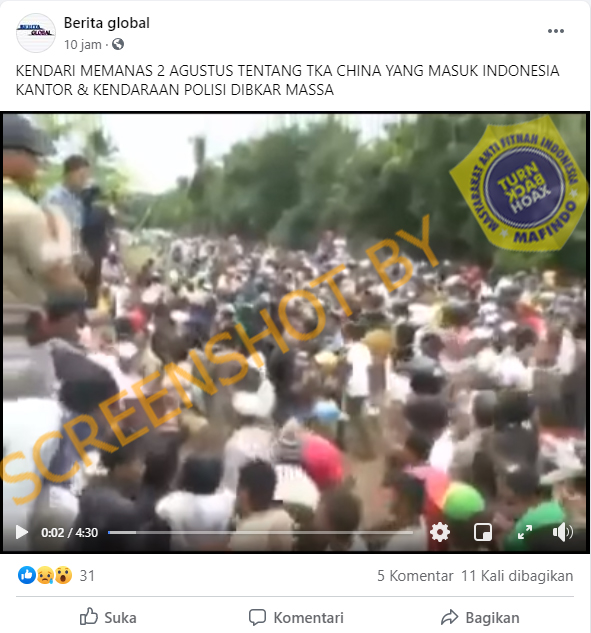 BERITA GLOBAL
Berita global
10 jam ·
KENDARI MEMANAS 2 AGUSTUS TENTANG TKA CHINA YANG MASUK INDONESIA
KANTOR & KENDARAAN POLISI DIBKAR MASSA
MASYARAKAT ANTI FITNAH INDONESIA
TURN
BACK
HOAX
MAFINDO
SCREENSHOT BY
0:02 / 4:30
31
5 Komentar 11 Kali dibagikan
Suka
Komentari
Bagikan